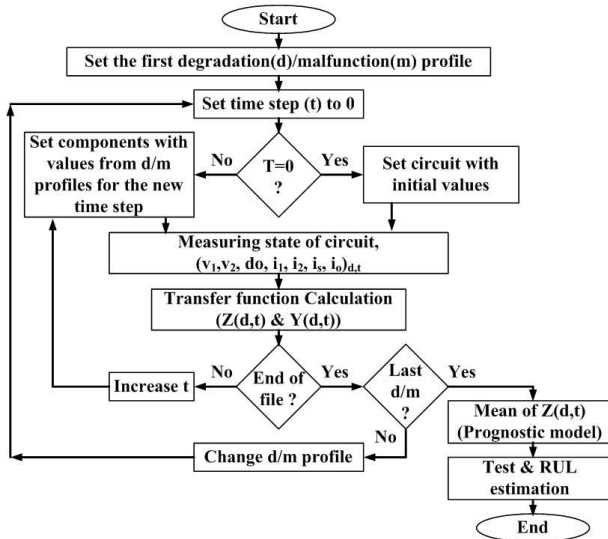 Start
Set the first degradation(d)/malfunction(m) profile
Set time step (t) to 0
Set components with
values from d/m
profiles for the new
time step
No
T=0
?
Yes
Set circuit with
initial values
Measuring state of circuit,
(v₁,v₂, do, i₁, i₂, iₛ, iₒ)d,t
Transfer function Calculation
(Z(d,t) & Y(d,t))
Increase t
No
End of
file ?
Yes
Last
d/m
?
Yes
No
Mean of Z(d,t)
(Prognostic model)
Change d/m profile
Test & RUL
estimation
End